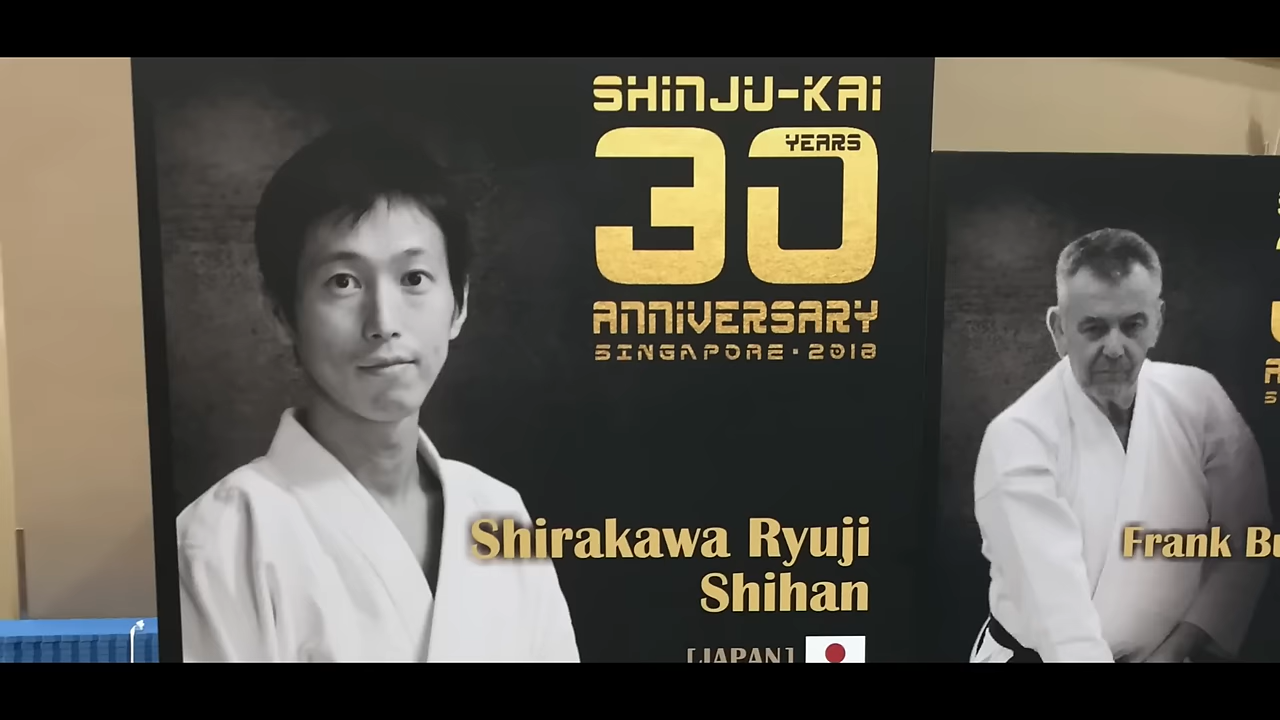 SHINJU-KAI
30
YEARS
ANNIVERSARY
SINGAPORE · 2018
Shirakawa Ryuji
Shihan
[JAPAN]
Frank